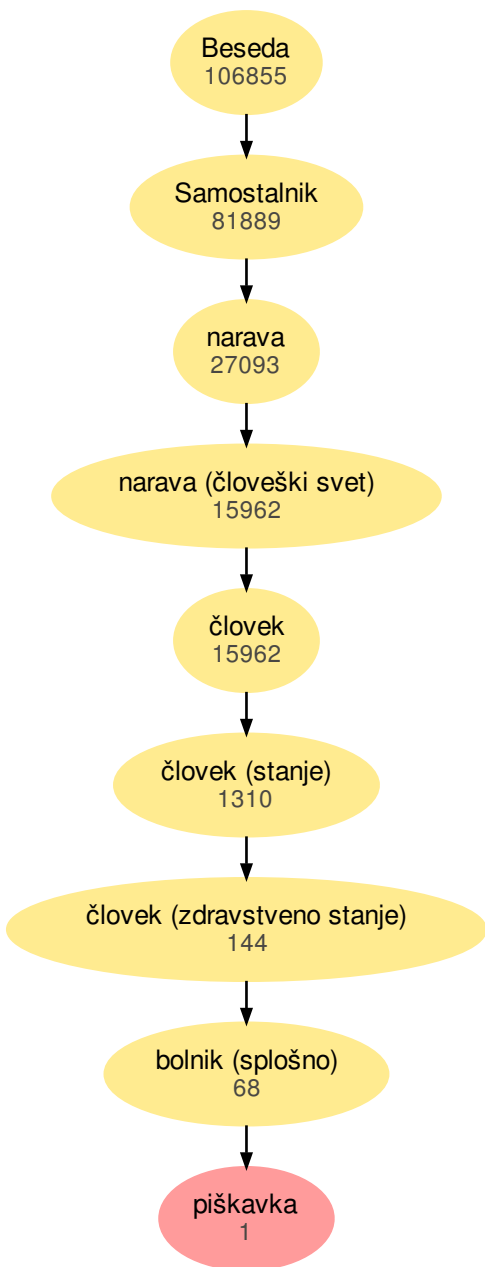 Beseda
106855
Samostalnik
81889
narava
27093
narava (človeški svet)
15962
človek
15962
človek (stanje)
1310
človek (zdravstveno stanje)
144
bolnik (splošno)
68
piškavka
1